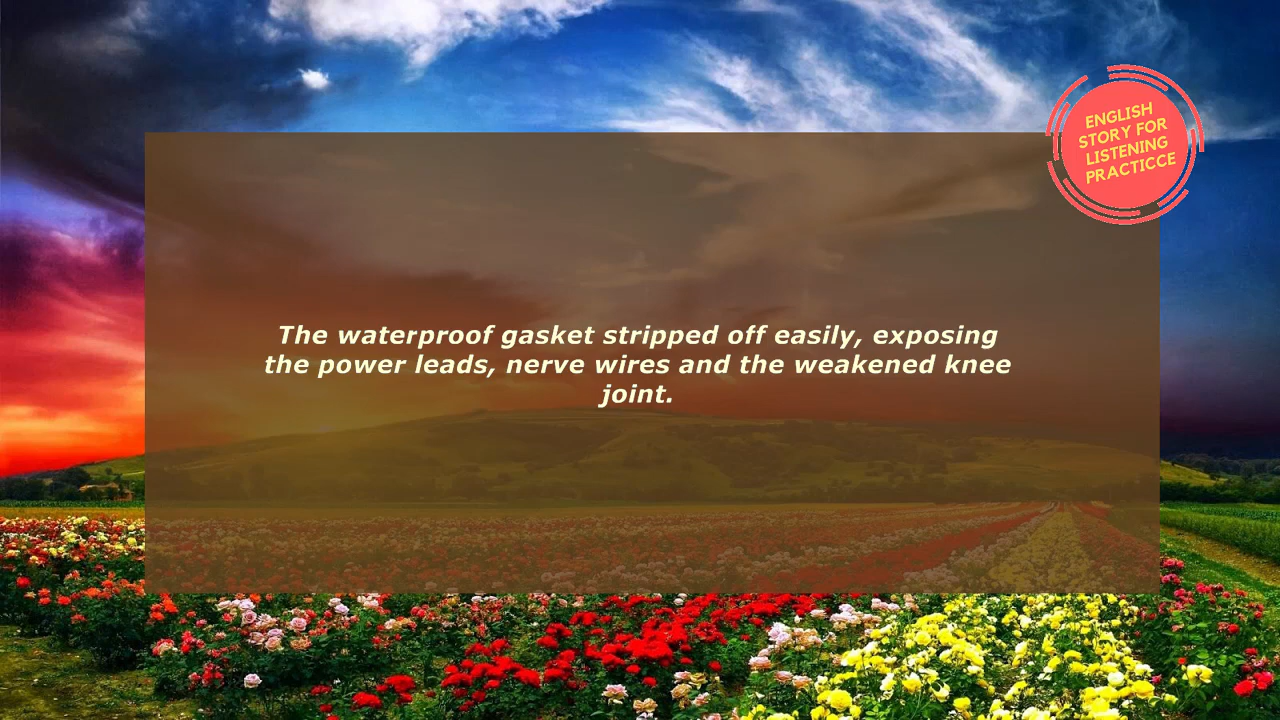 ENGLISH
STORY FOR
LISTENING
PRACTICCE
The waterproof gasket stripped off easily, exposing
the power leads, nerve wires and the weakened knee
joint.